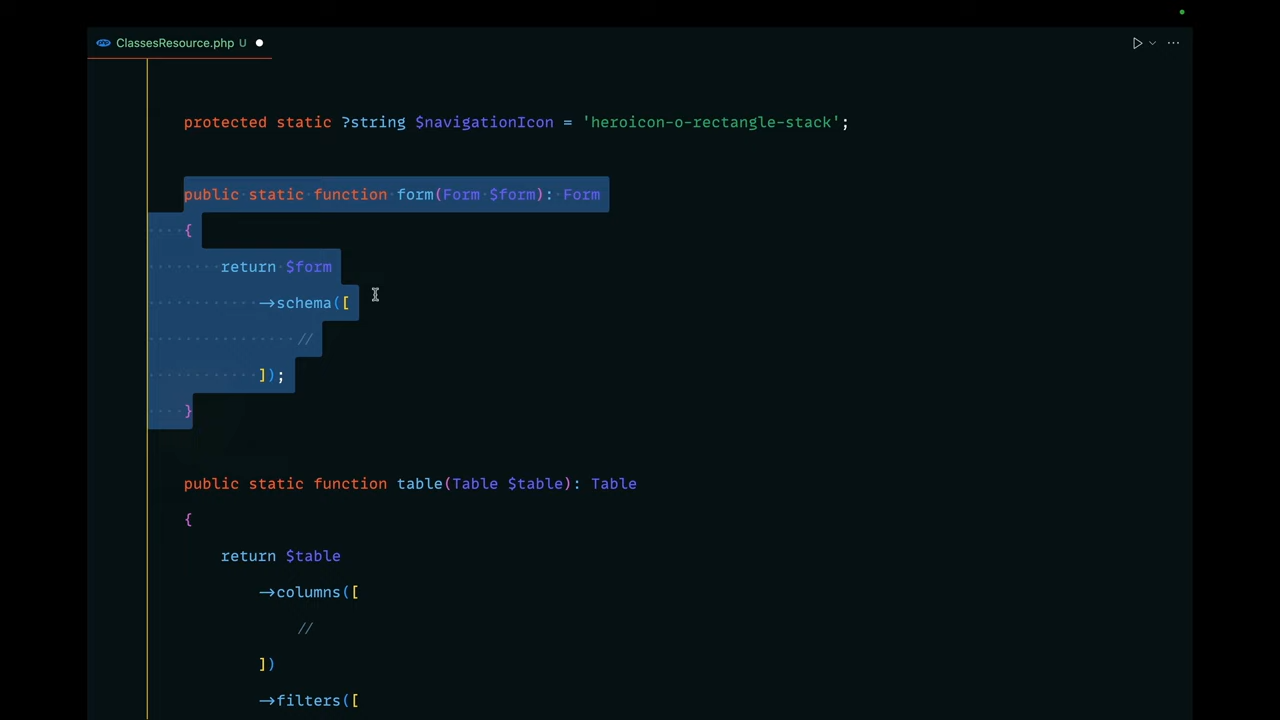 ClassesResource.php U
protected static ?string $navigationIcon = 'heroicon-o-rectangle-stack';
public static function form(Form $form): Form
{
return $form
->schema([
//
]);
}
public static function table(Table $table): Table
{
return $table
->columns([
//
])
->filters([